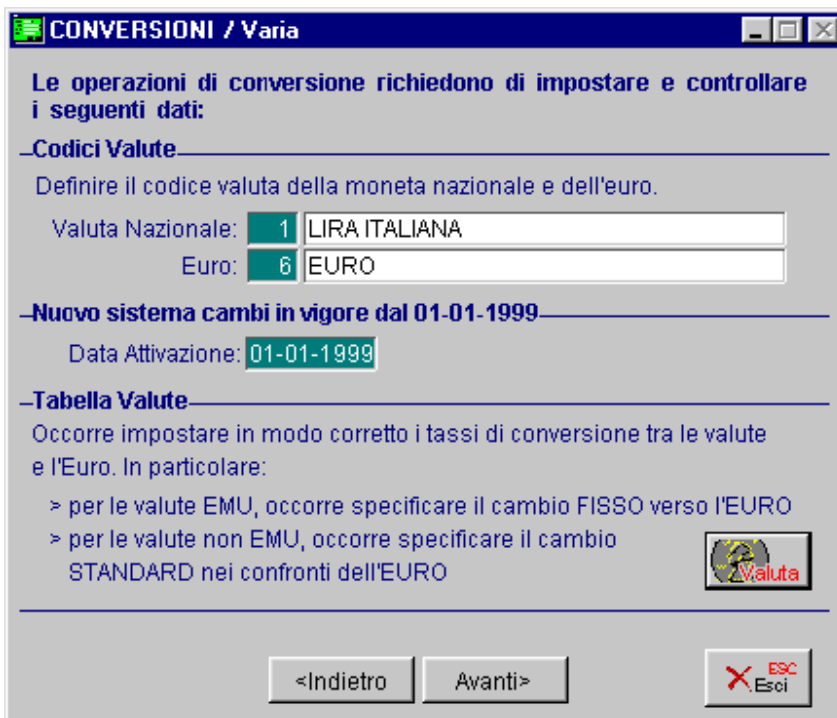 CONVERSIONI / Varia
Le operazioni di conversione richiedono di impostare e controllare
i seguenti dati:
Codici Valute
Definire il codice valuta della moneta nazionale e dell'euro.
Valuta Nazionale: 1 LIRA ITALIANA
Euro: 6 EURO
Nuovo sistema cambi in vigore dal 01-01-1999
Data Attivazione: 01-01-1999
Tabella Valute
Occorre impostare in modo corretto i tassi di conversione tra le valute
e l'Euro. In particolare:
> per le valute EMU, occorre specificare il cambio FISSO verso l'EURO
> per le valute non EMU, occorre specificare il cambio
STANDARD nei confronti dell'EURO
Valuta
<Indietro
Avanti>
ESC
Esci